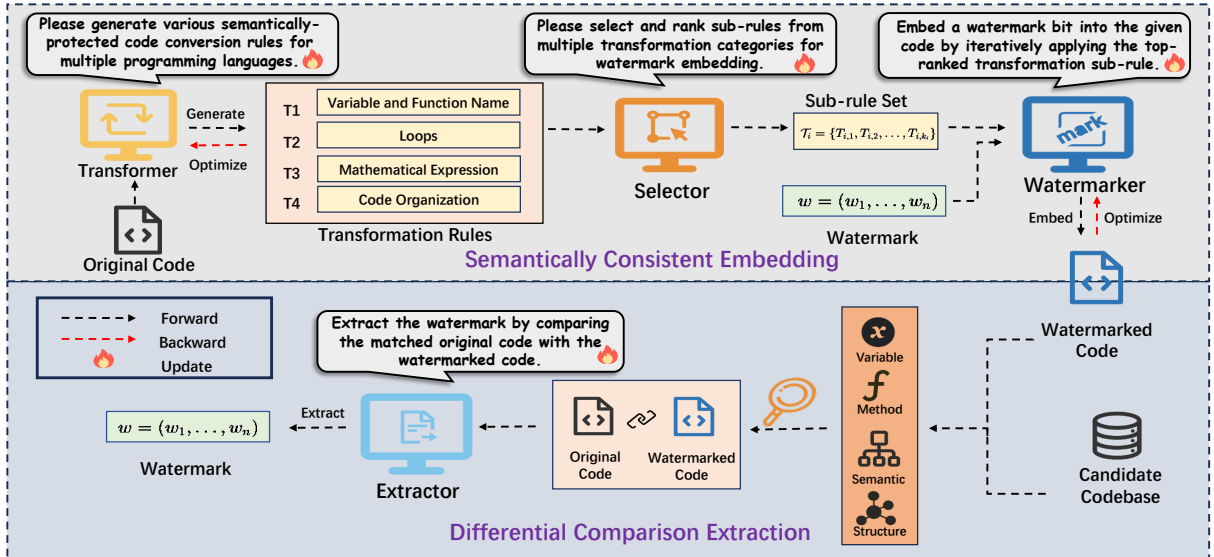 Please generate various semantically-
protected code conversion rules for
multiple programming languages.
Please select and rank sub-rules from
multiple transformation categories for
watermark embedding.
Embed a watermark bit into the given
code by iteratively applying the top-
ranked transformation sub-rule.
Transformer
Generate
Optimize
Original Code
T1 Variable and Function Name
T2 Loops
T3 Mathematical Expression
T4 Code Organization
Transformation Rules
Selector
Sub-rule Set
𝒯ᵢ = {Tᵢ,₁, Tᵢ,₂, . . . , Tᵢ,ₖᵢ}
w = (w₁, . . . , wₙ)
Watermark
mark
Watermarker
Embed
Optimize
Semantically Consistent Embedding
Forward
Backward
Update
Extract the watermark by comparing
the matched original code with the
watermarked code.
w = (w₁, . . . , wₙ)
Watermark
Extract
Extractor
Original
Code
Watermarked
Code
x
Variable
f
Method
Semantic
Structure
Watermarked
Code
Candidate
Codebase
Differential Comparison Extraction